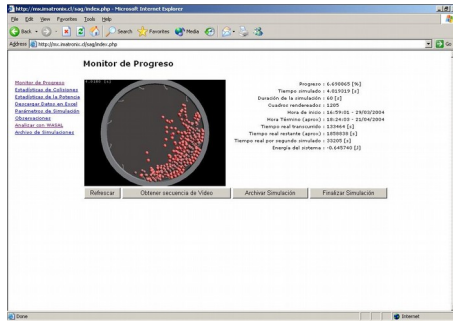 http://mx.imatronix.cl/sag/index.php - Microsoft Internet Explorer
File Edit View Favorites Tools Help
Back Search Favorites Media
Address http://mx.imatronix.cl/sag/index.php Go
Monitor de Progreso
Monitor de Progreso
Estadísticas de Colisiones
Estadísticas de la Potencia
Descargar Datos en Excel
Parámetros de Simulación
Observaciones
Analizar con MASAL
Archivo de Simulaciones
Progreso : 6.698865 [%]
Tiempo simulado : 4.019319 [s]
Duración de la simulación : 60 [s]
Cuadros rendereados : 1205
Hora de inicio : 16:59:01 - 29/03/2004
Hora Término (aprox) : 18:24:03 - 21/04/2004
Tiempo real transcurrido : 133464 [s]
Tiempo real restante (aprox) : 1858838 [s]
Tiempo real por segundo simulado : 33205 [s]
Energía del sistema : -0.645740 [J]
Refrescar Obtener secuencia de Video Archivar Simulación Finalizar Simulación
Done Internet